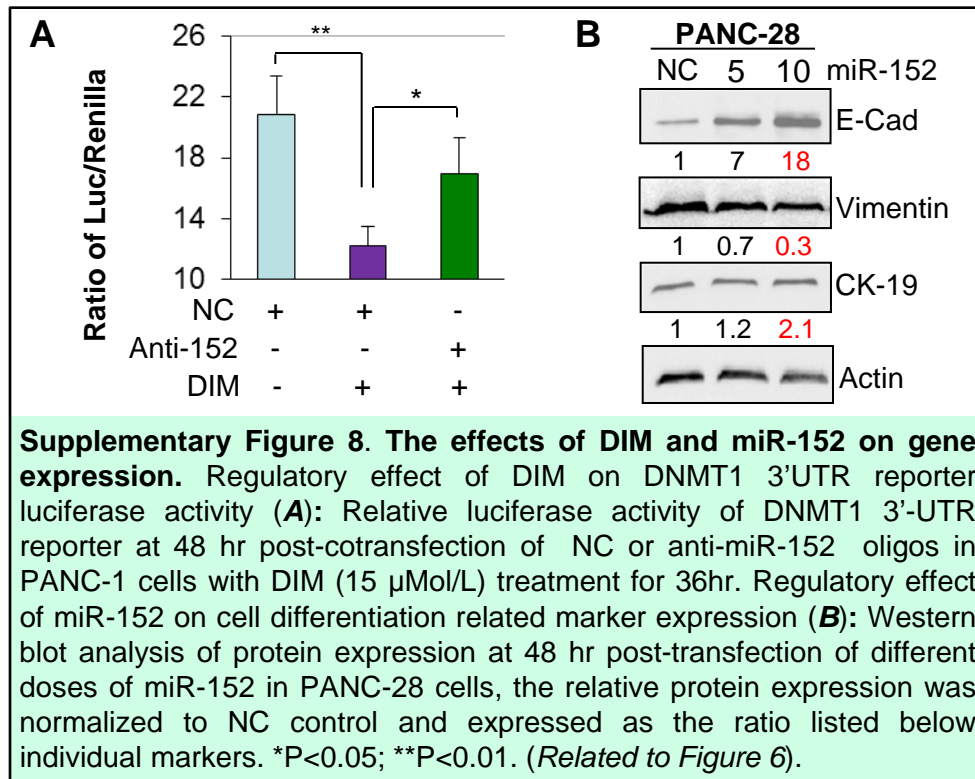 A
26
22
18
14
10
Ratio of Luc/Renilla
**
*
NC + + -
Anti-152 - - +
DIM - + +
B
PANC-28
NC 5 10 miR-152
E-Cad
1 7 18
Vimentin
1 0.7 0.3
CK-19
1 1.2 2.1
Actin
Supplementary Figure 8. The effects of DIM and miR-152 on gene
expression. Regulatory effect of DIM on DNMT1 3’UTR reporter
luciferase activity (A): Relative luciferase activity of DNMT1 3’-UTR
reporter at 48 hr post-cotransfection of NC or anti-miR-152 oligos in
PANC-1 cells with DIM (15 µMol/L) treatment for 36hr. Regulatory effect
of miR-152 on cell differentiation related marker expression (B): Western
blot analysis of protein expression at 48 hr post-transfection of different
doses of miR-152 in PANC-28 cells, the relative protein expression was
normalized to NC control and expressed as the ratio listed below
individual markers. *P<0.05; **P<0.01. (Related to Figure 6).